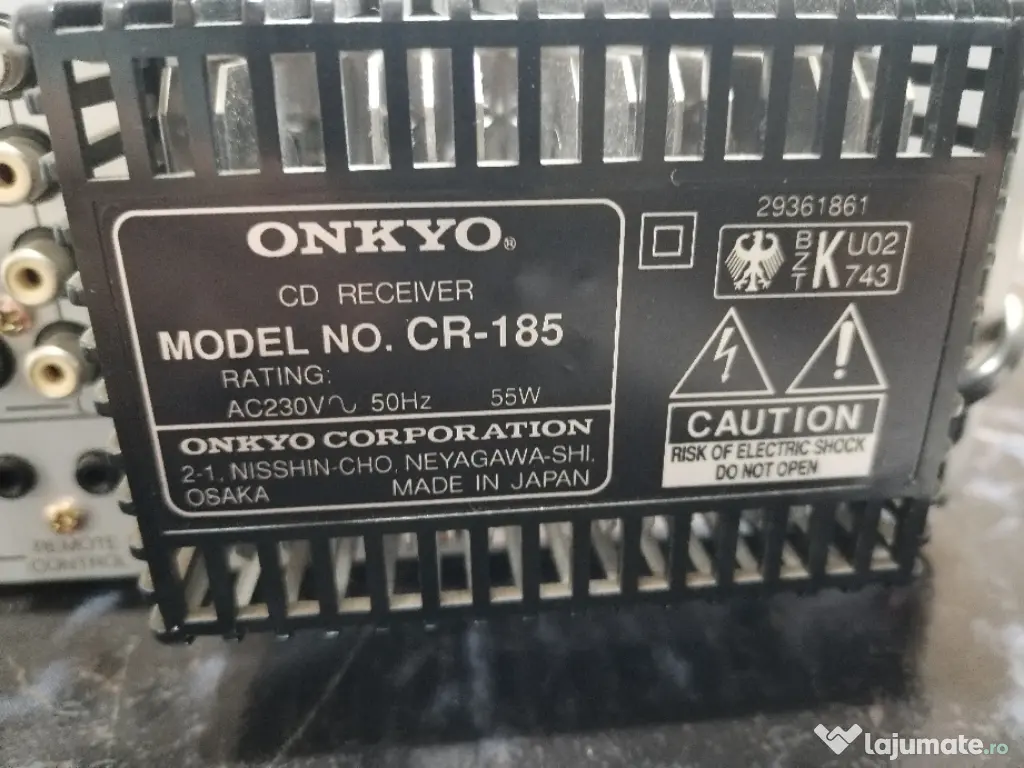 ONKYO®
CD RECEIVER
MODEL NO. CR-185
RATING:
AC230V～ 50Hz 55W
ONKYO CORPORATION
2-1, NISSHIN-CHO, NEYAGAWA-SHI,
OSAKA MADE IN JAPAN
29361861
BZT K U02
743
CAUTION
RISK OF ELECTRIC SHOCK
DO NOT OPEN
REMOTE
CONTROL
lajumate.ro